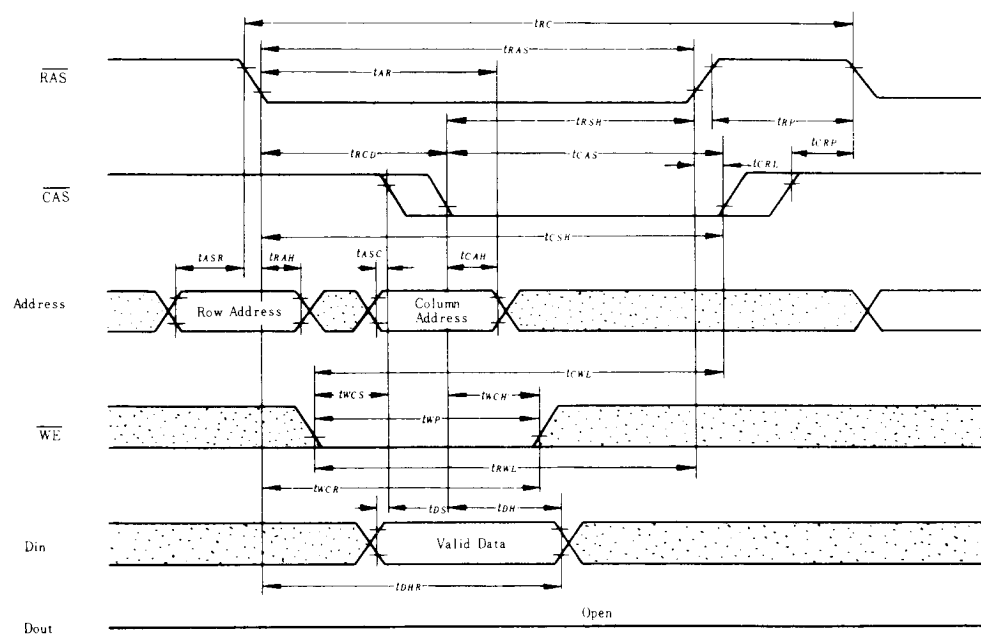 tRC
tRAS
RAS
tAR
tRSH
tRP
tRCD
tCAS
tCRP
tCRL
CAS
tCSH
tASR
tRAH
tASC
tCAH
Address
Row Address
Column
Address
tCWL
tWCS
tWCH
tWP
WE
tRWL
tWCR
tDS
tDH
Din
Valid Data
tDHR
Open
Dout